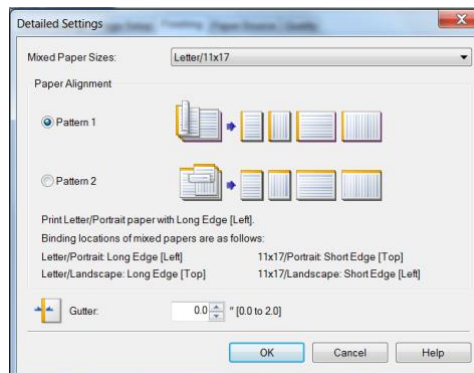 Detailed Settings
Mixed Paper Sizes: Letter/11x17
Paper Alignment
Pattern 1
Pattern 2
Print Letter/Portrait paper with Long Edge [Left].
Binding locations of mixed papers are as follows:
Letter/Portrait: Long Edge [Left] 11x17/Portrait: Short Edge [Top]
Letter/Landscape: Long Edge [Top] 11x17/Landscape: Short Edge [Left]
Gutter: 0.0 " [0.0 to 2.0]
OK Cancel Help